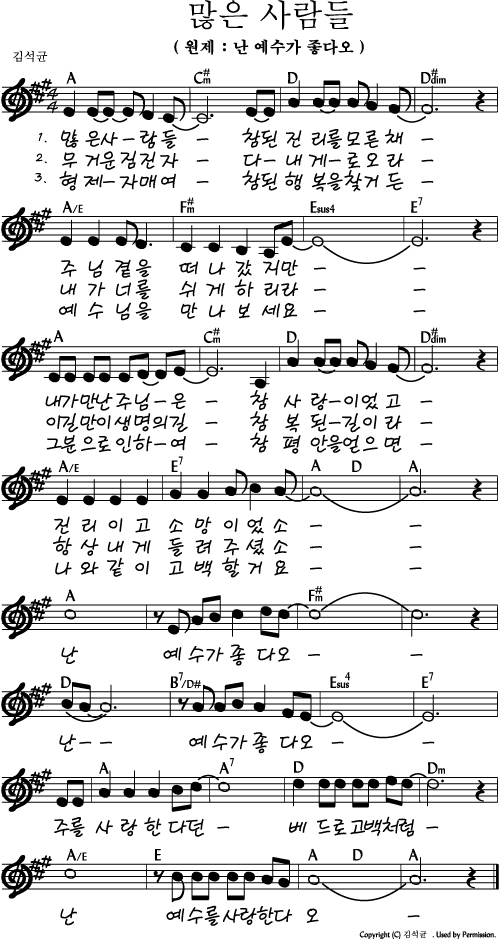 많은 사람들
( 원제 : 난 예수가 좋다오 )
김석균
A C#m D D#dim
4 4
1. 많 은사-람들 - 참된 진 리를모른 채 -
2. 무 거운짐진자 - 다-내게-로오 라 -
3. 형 제-자매여 - 참된 행 복을찾거 든 -
A/E F#m Esus4 E7
주 님 곁을 떠 나 갔 지만 - -
내 가 너를 쉬 게 하 리라 - -
예 수 님을 만 나 보 세요 - -
A C#m D D#dim
내가만난주님-은 - 참 사 랑-이었 고 -
이길만이생명의길 - 참 복 된-길이 라 -
그분으로인하-여 - 참 평 안을얻으 면 -
A/E E7 A D A
진 리 이 고 소 망 이 었 소 - -
항 상 내 게 들 려 주 셨 소 - -
나 와 같 이 고 백 할 거 요 - -
A F#m
난 예 수가 좋 다오 - -
D B7/D# Esus4 E7
난- - 예수가좋 다오 - -
A A7 D Dm
주를 사 랑 한 다던 - 베 드로고백처럼 -
A/E E A D A
난 예 수를사랑한다 오 -
Copyright (C) 김석균 . Used by Permission.